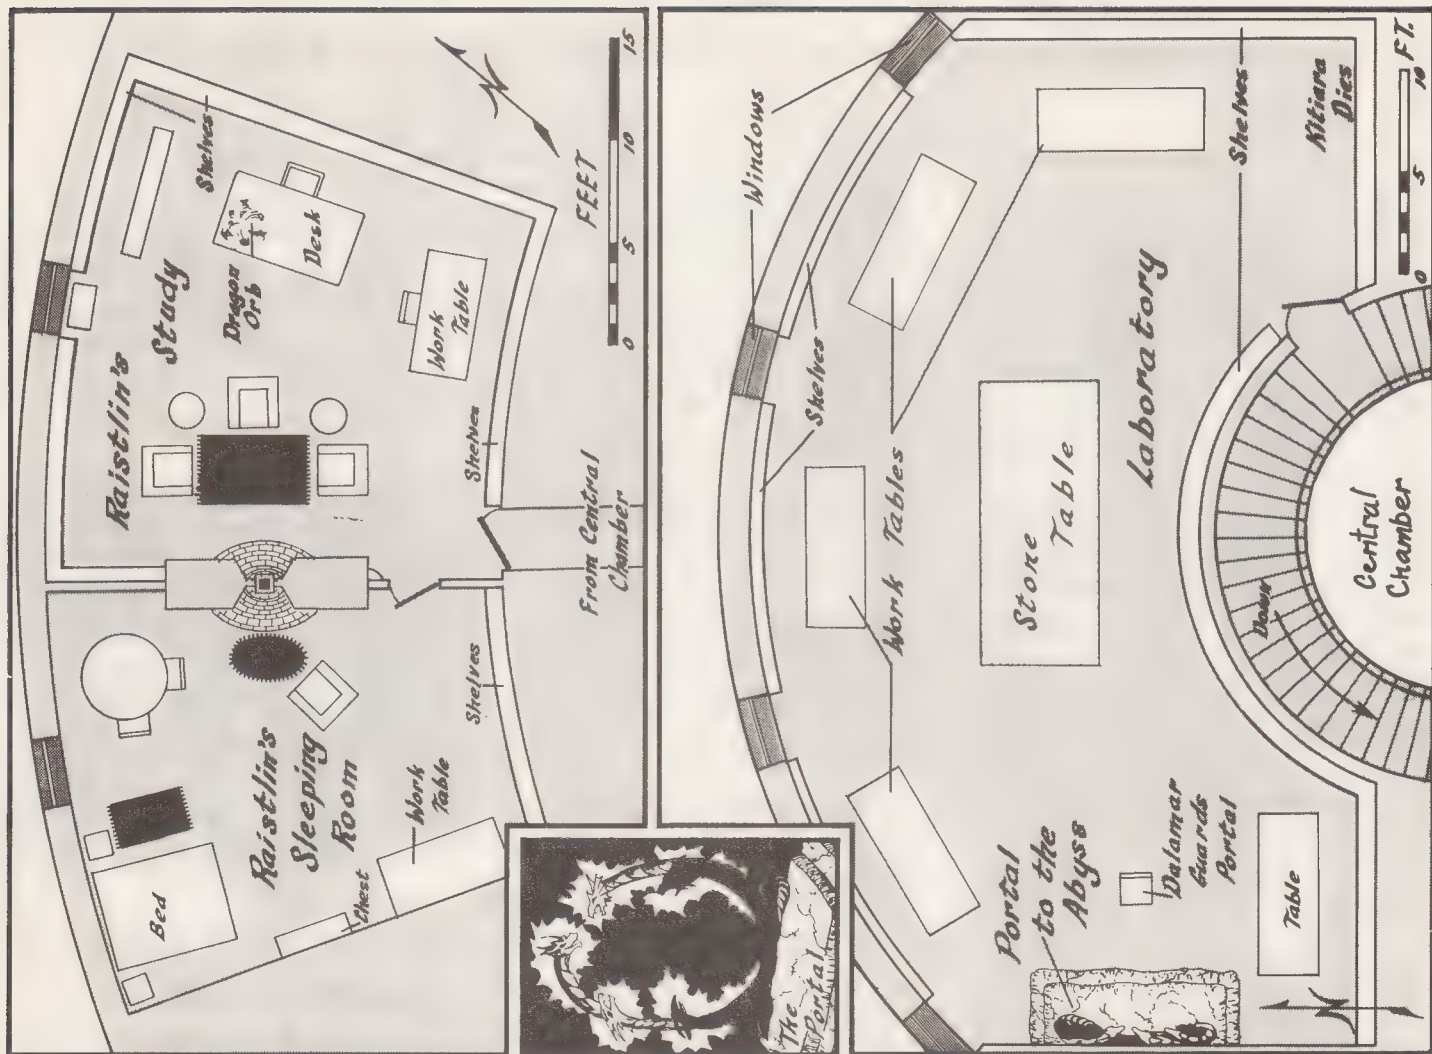 Shelves
Raistlin's
Study
Dragon
Orb
Desk
Work
Table
Shelves
From Central
Chamber
FEET
0 5 10 15
N
Raistlin's
Sleeping
Room
Bed
Chest
Work
Table
Shelves
The
Portal
Windows
Shelves
Work Tables
Stone
Table
Laboratory
Shelves
Kitiara
Dies
0 5 10 FT.
Central
Chamber
Down
Portal
to the
Abyss
Dalamar
Guards
Portal
Table
N